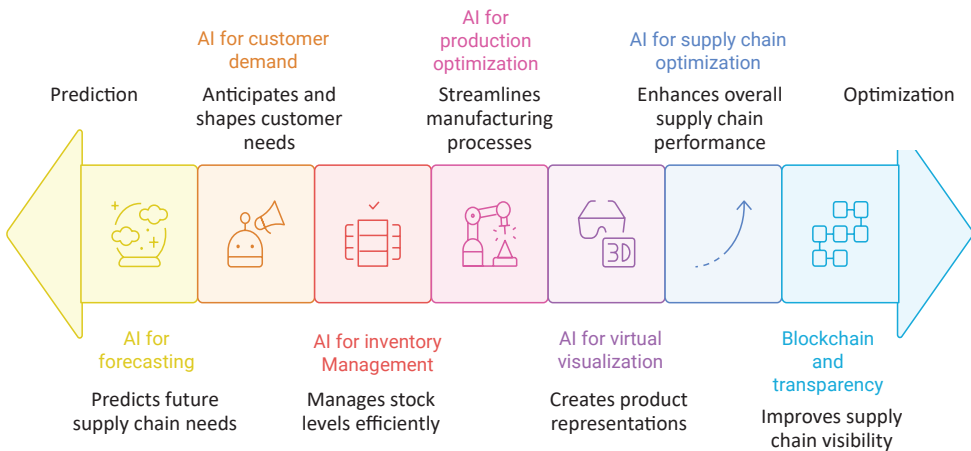 Prediction
AI for customer
demand
Anticipates and
shapes customer
needs
AI for
production
optimization
Streamlines
manufacturing
processes
AI for supply chain
optimization
Enhances overall
supply chain
performance
Optimization
3D
AI for
forecasting
Predicts future
supply chain needs
AI for inventory
Management
Manages stock
levels efficiently
AI for virtual
visualization
Creates product
representations
Blockchain
and
transparency
Improves supply
chain visibility